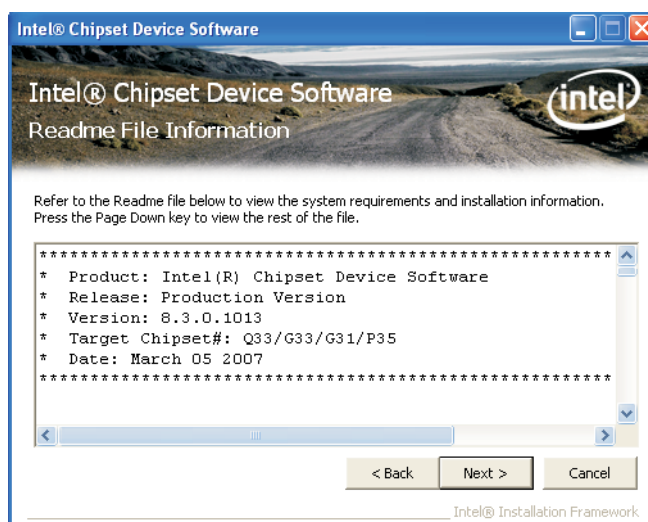 Intel® Chipset Device Software
Intel® Chipset Device Software
intel
Readme File Information
Refer to the Readme file below to view the system requirements and installation information.
Press the Page Down key to view the rest of the file.
********************************************************
* Product: Intel(R) Chipset Device Software
* Release: Production Version
* Version: 8.3.0.1013
* Target Chipset#: Q33/G33/G31/P35
* Date: March 05 2007
********************************************************
< Back Next > Cancel
Intel® Installation Framework